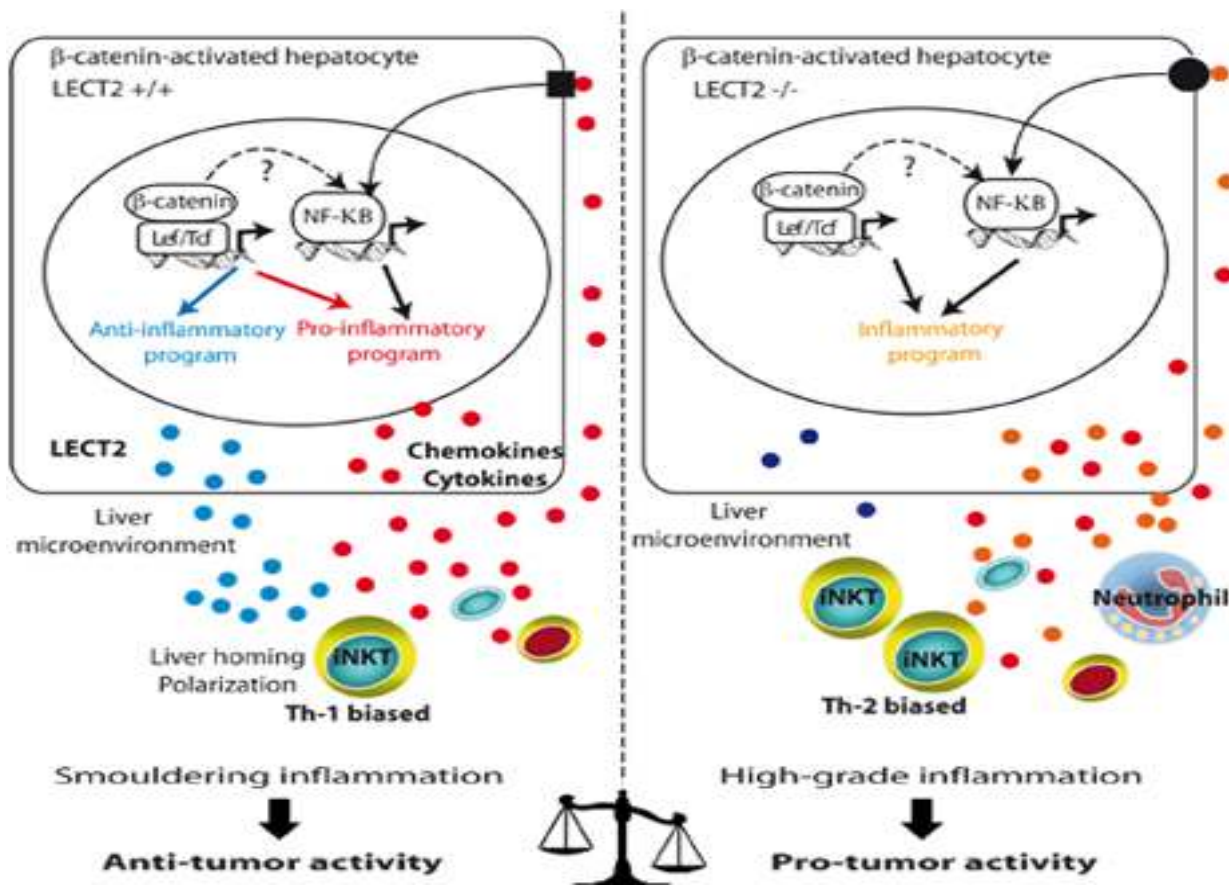 β-catenin-activated hepatocyte
LECT2 +/+
?
β-catenin
Lef/Tcf
NF-KB
Anti-inflammatory
program
Pro-inflammatory
program
LECT2
Chemokines
Cytokines
Liver
microenvironment
Liver homing
Polarization
iNKT
Th-1 biased
Smouldering inflammation
Anti-tumor activity
β-catenin-activated hepatocyte
LECT2 -/-
?
β-catenin
Lef/Tcf
NF-KB
Inflammatory
program
Liver
microenvironment
iNKT
iNKT
Neutrophil
Th-2 biased
High-grade inflammation
Pro-tumor activity